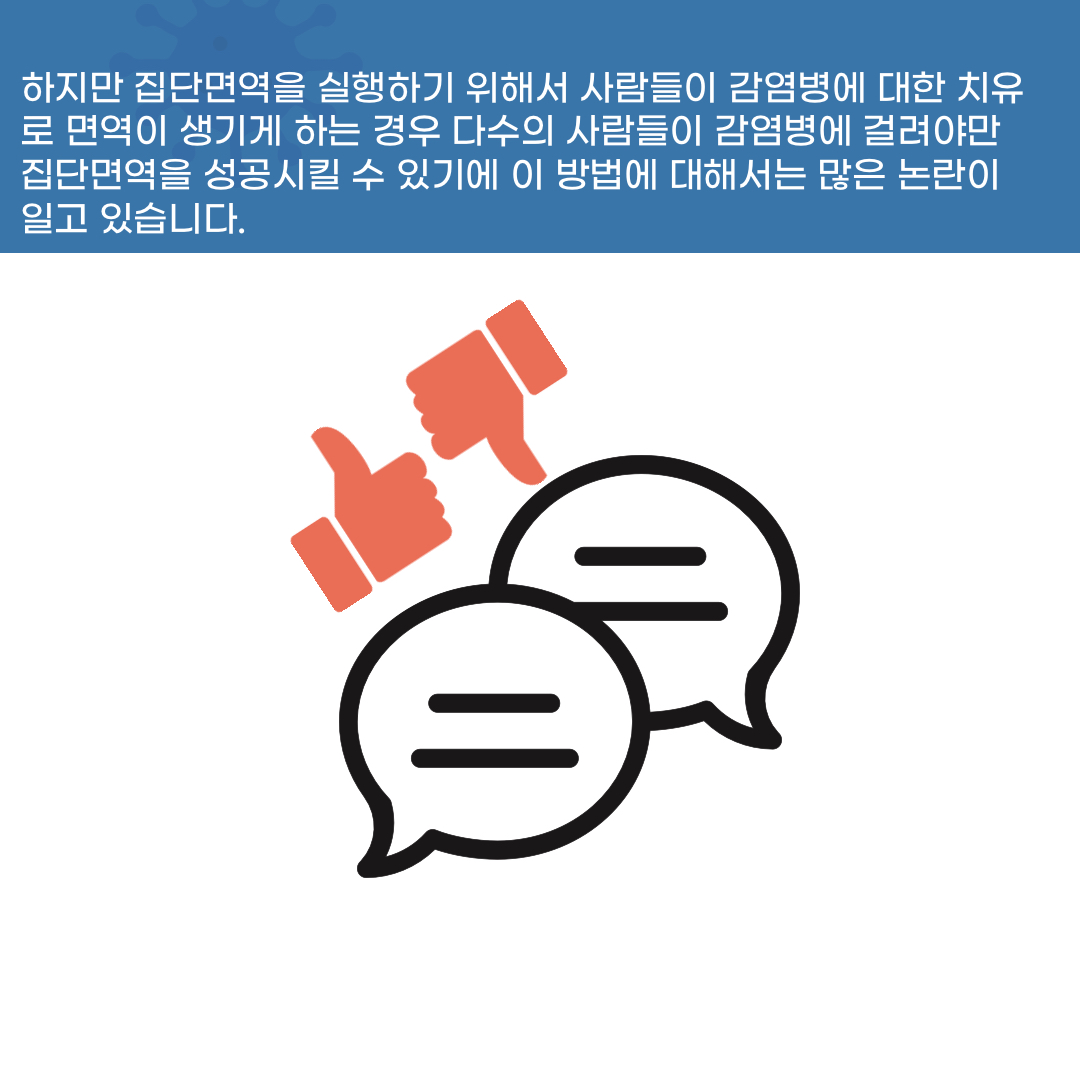 하지만 집단면역을 실행하기 위해서 사람들이 감염병에 대한 치유
로 면역이 생기게 하는 경우 다수의 사람들이 감염병에 걸려야만
집단면역을 성공시킬 수 있기에 이 방법에 대해서는 많은 논란이
일고 있습니다.